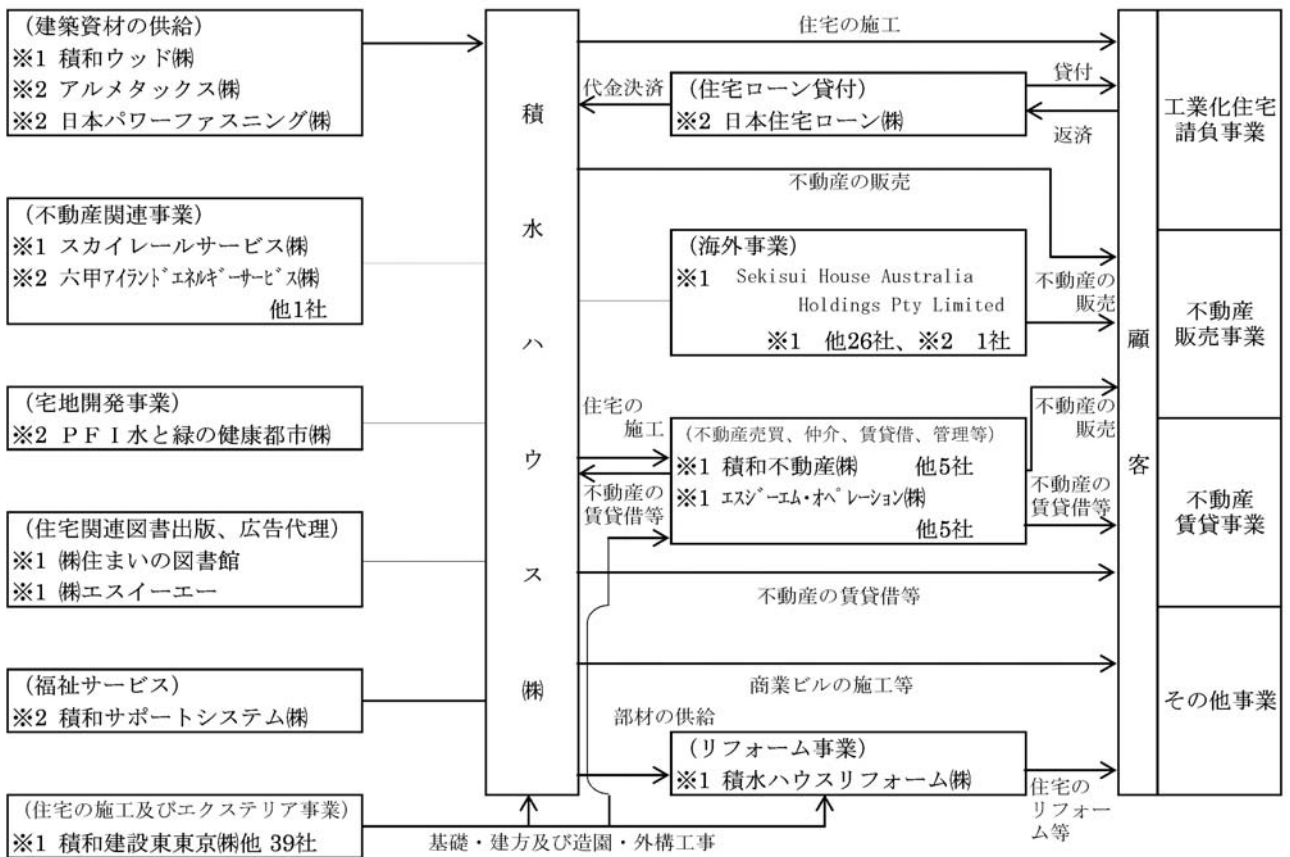 (建築資材の供給)
※1 積和ウッド㈱
※2 アルメタックス㈱
※2 日本パワーファスニング㈱
(不動産関連事業)
※1 スカイレールサービス㈱
※2 六甲アイランドエネルギーサービス㈱
他1社
(宅地開発事業)
※2 PFI水と緑の健康都市㈱
(住宅関連図書出版、広告代理)
※1 ㈱住まいの図書館
※1 ㈱エスイーエー
(福祉サービス)
※2 積和サポートシステム㈱
(住宅の施工及びエクステリア事業)
※1 積和建設東東京㈱他 39社
積水ハウス㈱
住宅の施工
代金決済
(住宅ローン貸付)
※2 日本住宅ローン㈱
貸付
返済
不動産の販売
(海外事業)
※1 Sekisui House Australia
Holdings Pty Limited
※1 他26社、※2 1社
不動産の
販売
住宅の
施工
不動産の
賃貸借等
(不動産売買、仲介、賃貸借、管理等)
※1 積和不動産㈱ 他5社
※1 エスジーエム・オペレーション㈱
他5社
不動産の
販売
不動産の
賃貸借等
不動産の賃貸借等
商業ビルの施工等
部材の供給
(リフォーム事業)
※1 積水ハウスリフォーム㈱
住宅の
リフォー
ム等
基礎・建方及び造園・外構工事
顧客
工業化住宅
請負事業
不動産
販売事業
不動産
賃貸事業
その他事業